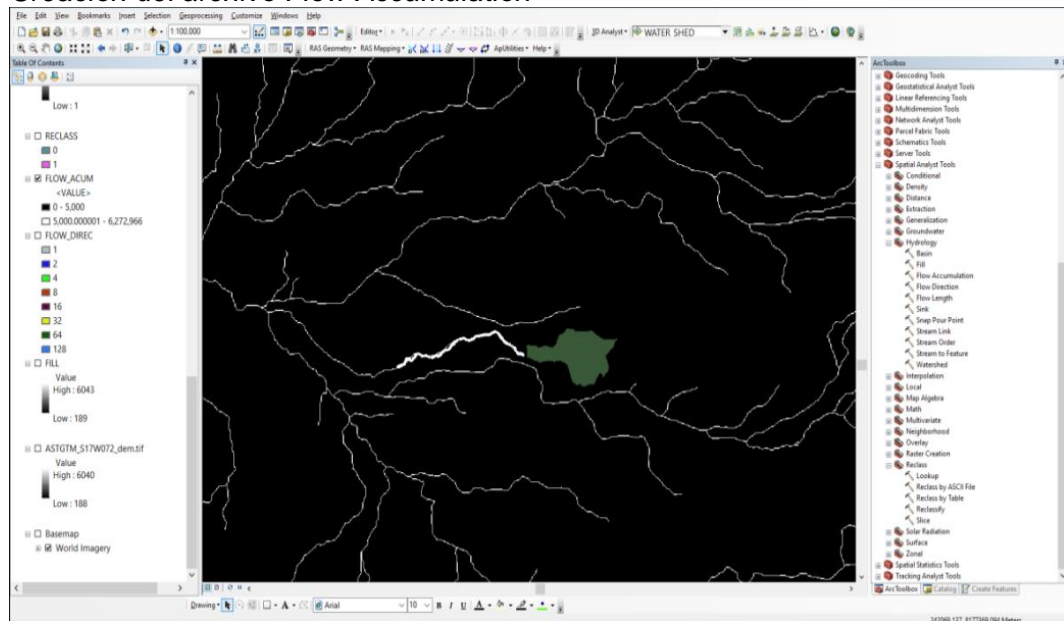 Creación del archivo Flow Accumulation
File Edit View Bookmarks Insert Selection Geoprocessing Customize Windows Help
1:100,000
Editor
3D Analyst
WATER SHED
RAS Geometry RAS Mapping ApUtilities Help
Table Of Contents
Low : 1
RECLASS
0
1
FLOW_ACUM
<VALUE>
0 - 5,000
5,000.000001 - 6,272,966
FLOW_DIREC
1
2
4
8
16
32
64
128
FILL
Value
High : 6043
Low : 189
ASTGTM_S17W072_dem.tif
Value
High : 6040
Low : 188
Basemap
World Imagery
ArcToolbox
Geocoding Tools
Geostatistical Analyst Tools
Linear Referencing Tools
Multidimension Tools
Network Analyst Tools
Parcel Fabric Tools
Schematics Tools
Server Tools
Spatial Analyst Tools
Conditional
Density
Distance
Extraction
Generalization
Groundwater
Hydrology
Basin
Fill
Flow Accumulation
Flow Direction
Flow Length
Sink
Snap Pour Point
Stream Link
Stream Order
Stream to Feature
Watershed
Interpolation
Local
Map Algebra
Math
Multivariate
Neighborhood
Overlay
Raster Creation
Reclass
Lookup
Reclass by ASCII File
Reclass by Table
Reclassify
Slice
Solar Radiation
Surface
Zonal
Spatial Statistics Tools
Tracking Analyst Tools
ArcToolbox Catalog Create Features
Drawing
Arial
10
B I U A